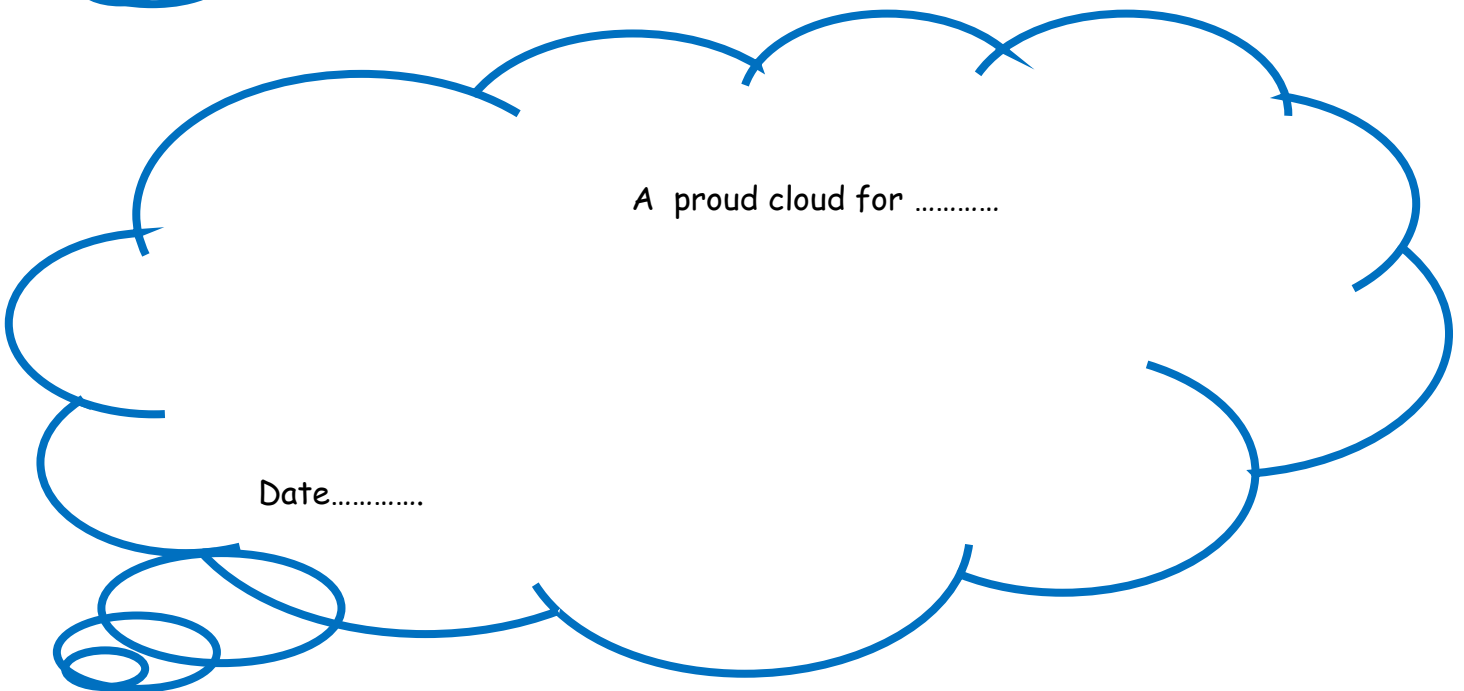 A  proud cloud for …………
Date………….